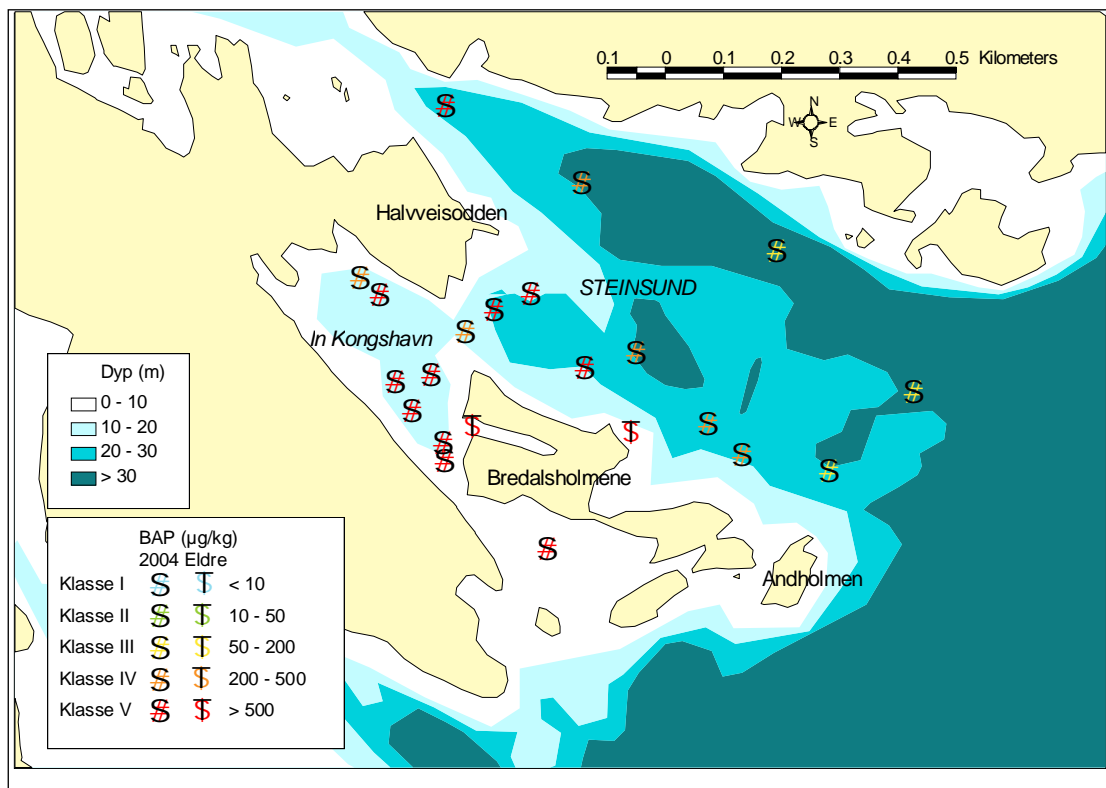 0.1 0 0.1 0.2 0.3 0.4 0.5 Kilometers
N
W E
S
Halvveisodden
STEINSUND
In Kongshavn
Bredalsholmene
Andholmen
Dyp (m)
0 - 10
10 - 20
20 - 30
> 30
BAP (µg/kg)
2004 Eldre
Klasse I < 10
Klasse II 10 - 50
Klasse III 50 - 200
Klasse IV 200 - 500
Klasse V > 500